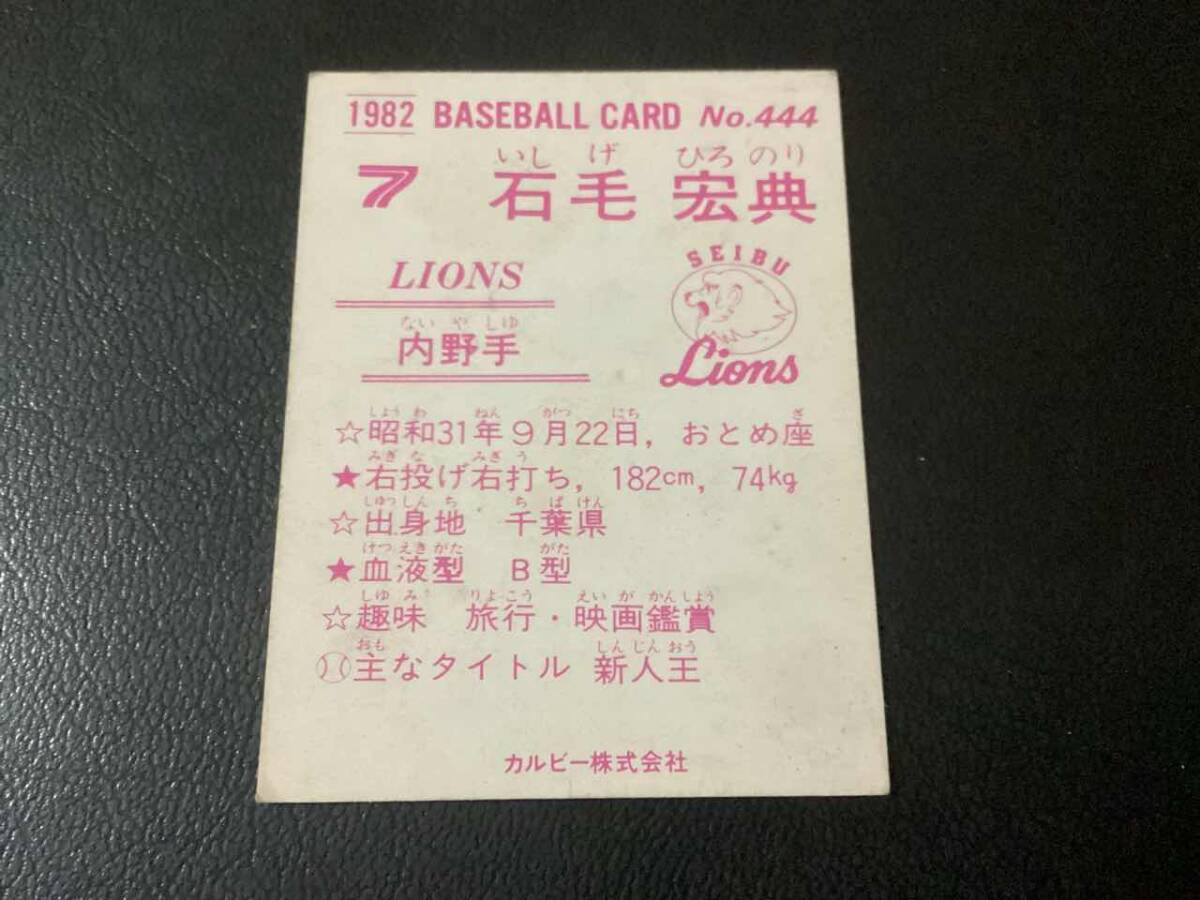 1982 BASEBALL CARD No.444
いし げ ひろ のり
7 石毛 宏典
LIONS
SEIBU
Lions
ない や しゆ
内野手
しよう わ ねん がつ にち ざ
☆昭和31年9月22日, おとめ座
みぎ な みぎ う
★右投げ右打ち, 182cm, 74kg
しゆつ しん ち ち ば けん
☆出身地 千葉県
けつ えき がた がた
★血液型 B型
しゆ み りよ こう えい が かん しよう
☆趣味 旅行・映画鑑賞
おも しん じん おう
主なタイトル 新人王
カルビー株式会社